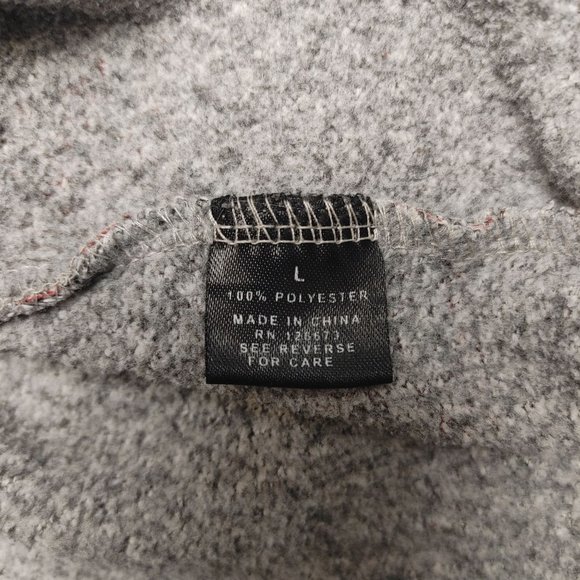 L
100% POLYESTER
MADE IN CHINA
RN
SEE REVERSE
FOR CARE